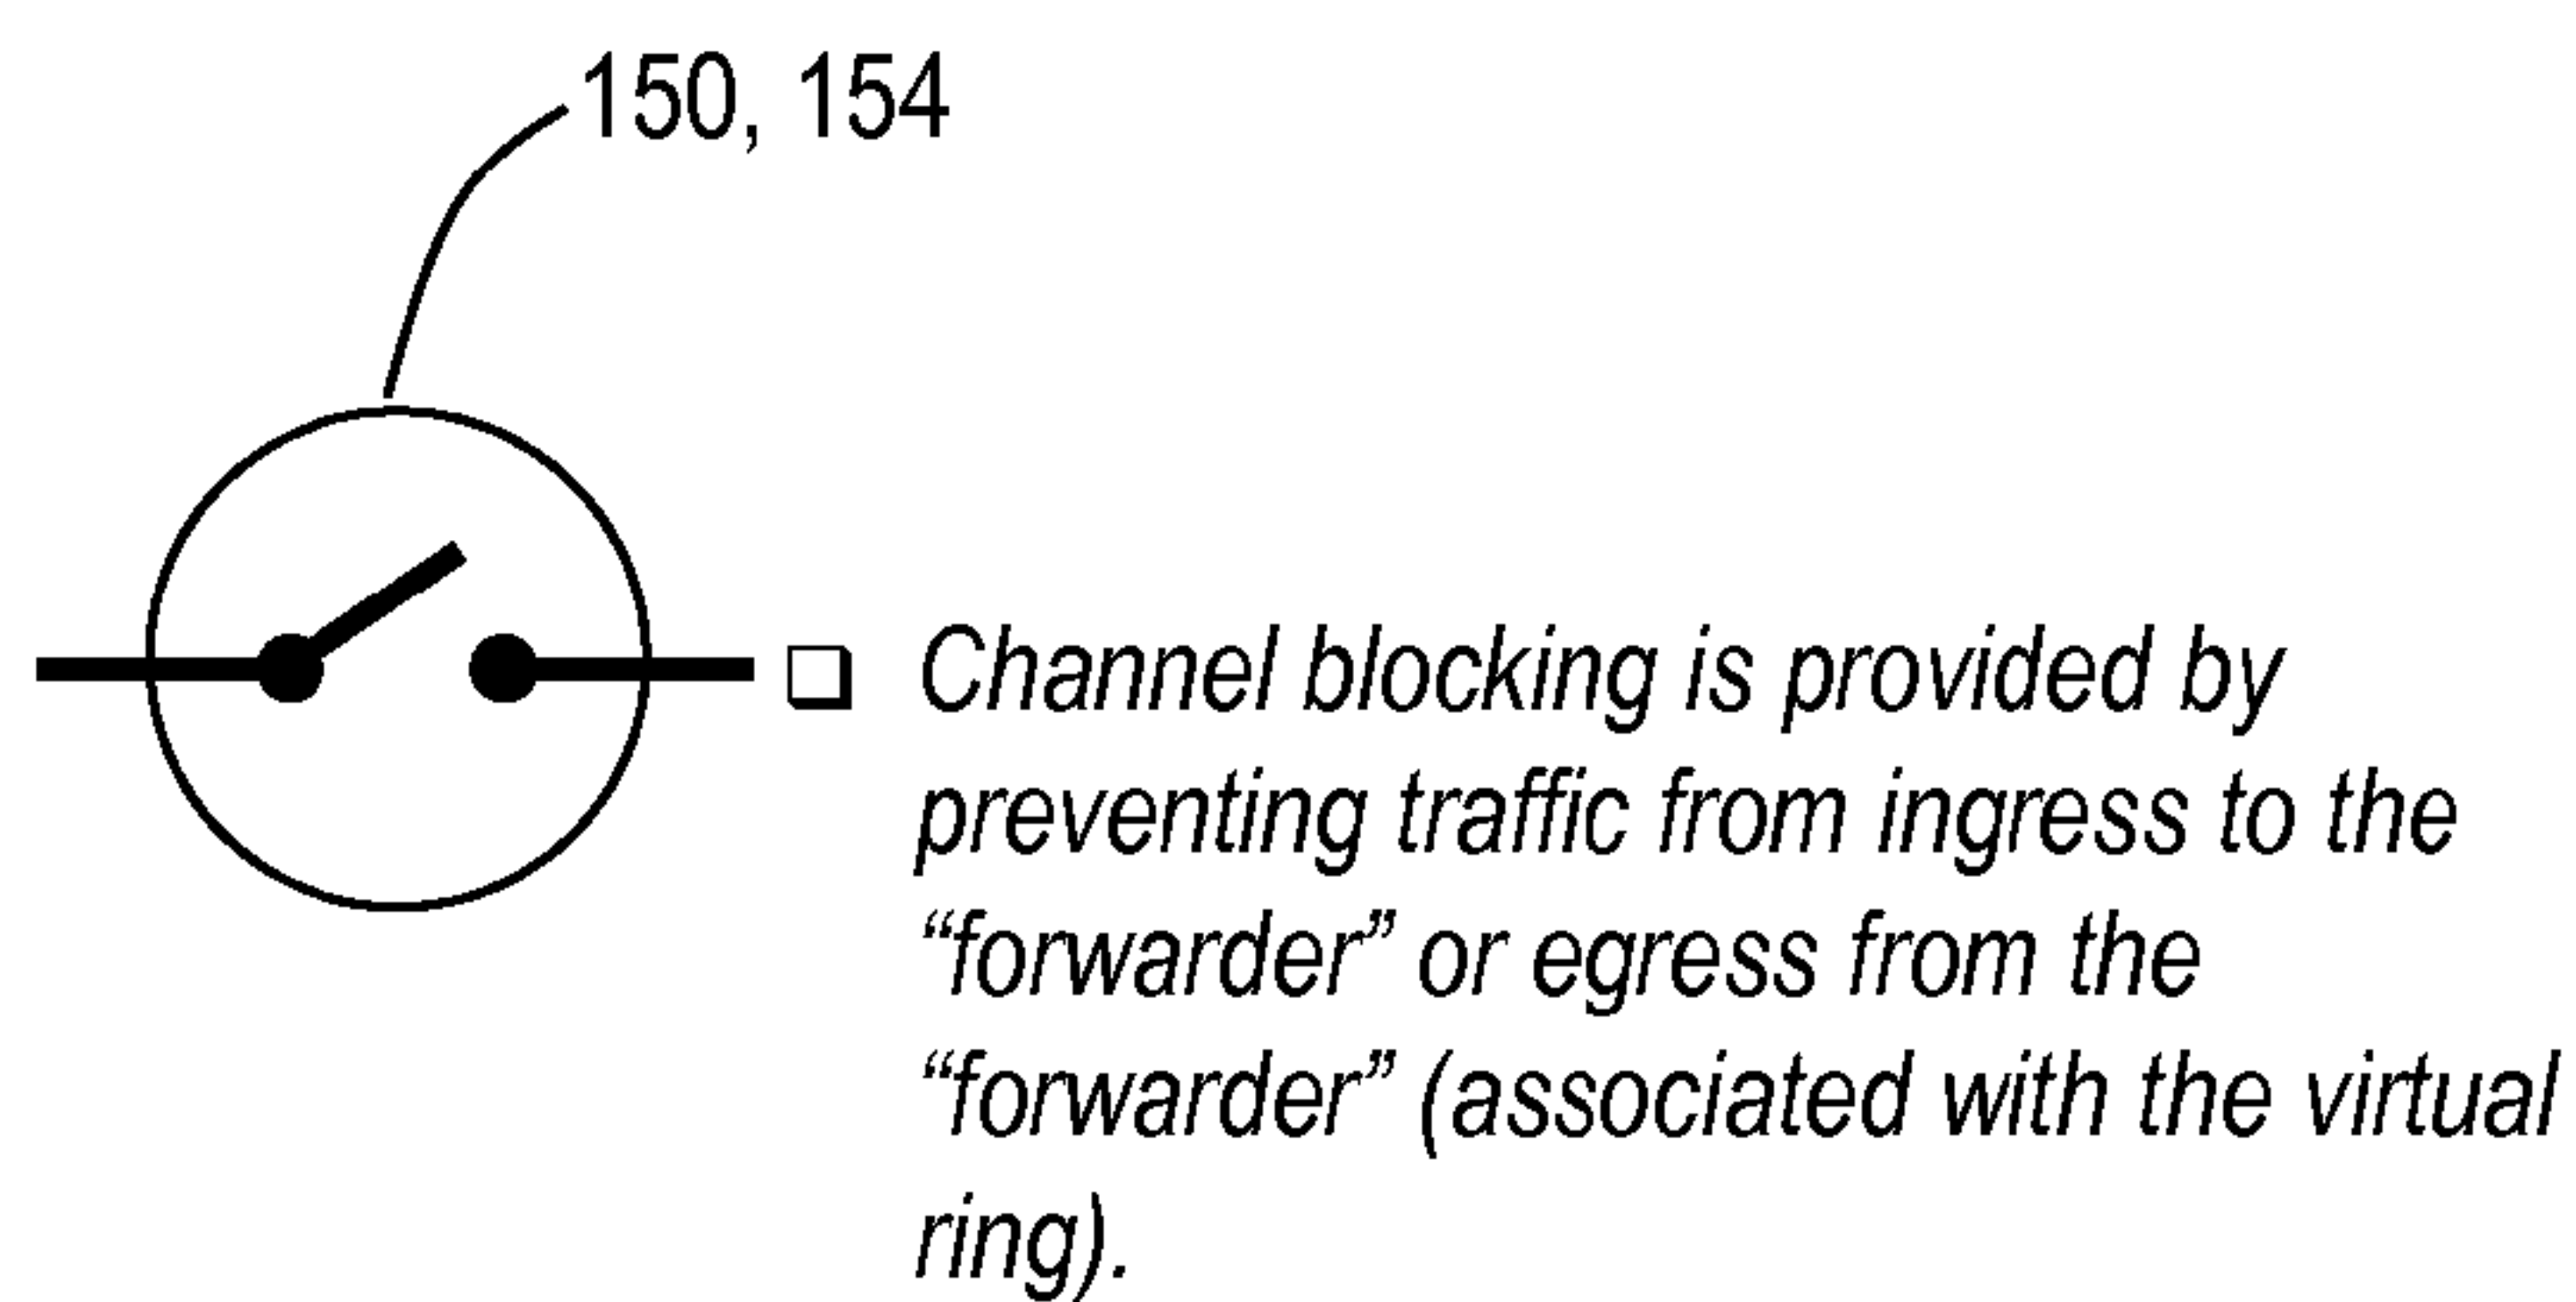 150, 154
❑ Channel blocking is provided by
preventing traffic from ingress to the
“forwarder” or egress from the
“forwarder” (associated with the virtual
ring).